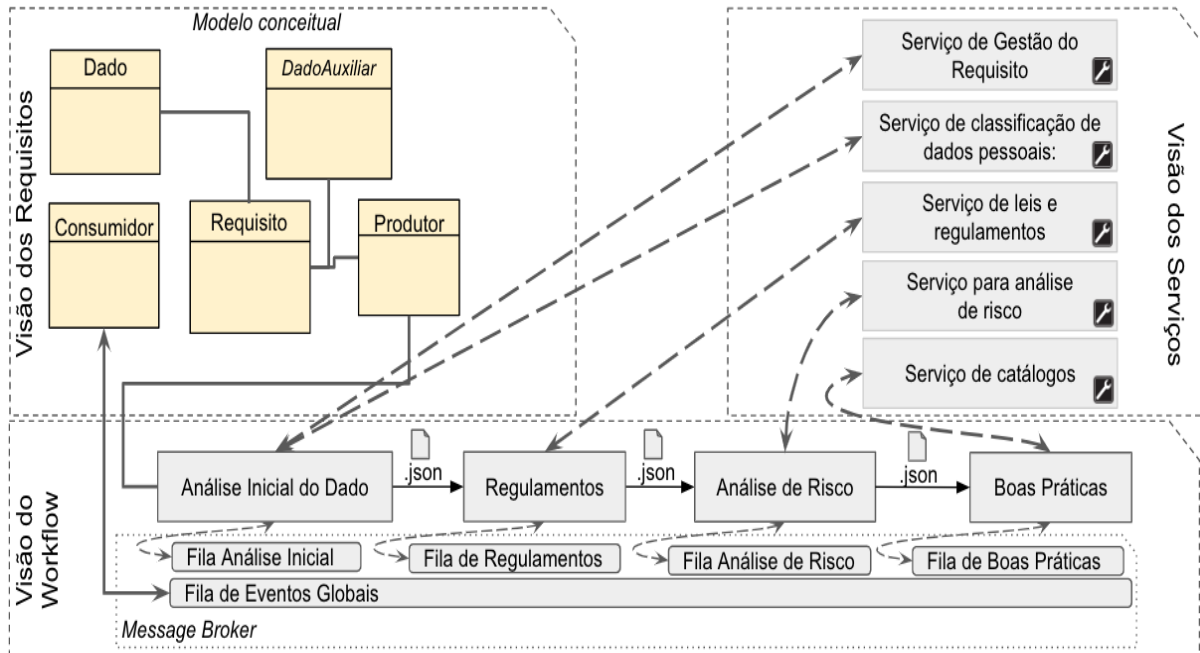 Modelo conceitual
Visão dos Requisitos
Dado
DadoAuxiliar
Consumidor
Requisito
Produtor
Serviço de Gestão do
Requisito
Serviço de classificação de
dados pessoais:
Serviço de leis e
regulamentos
Serviço para análise
de risco
Serviço de catálogos
Visão dos Serviços
Visão do
Workflow
Análise Inicial do Dado
.json
Regulamentos
.json
Análise de Risco
.json
Boas Práticas
Fila Análise Inicial
Fila de Regulamentos
Fila Análise de Risco
Fila de Boas Práticas
Fila de Eventos Globais
Message Broker